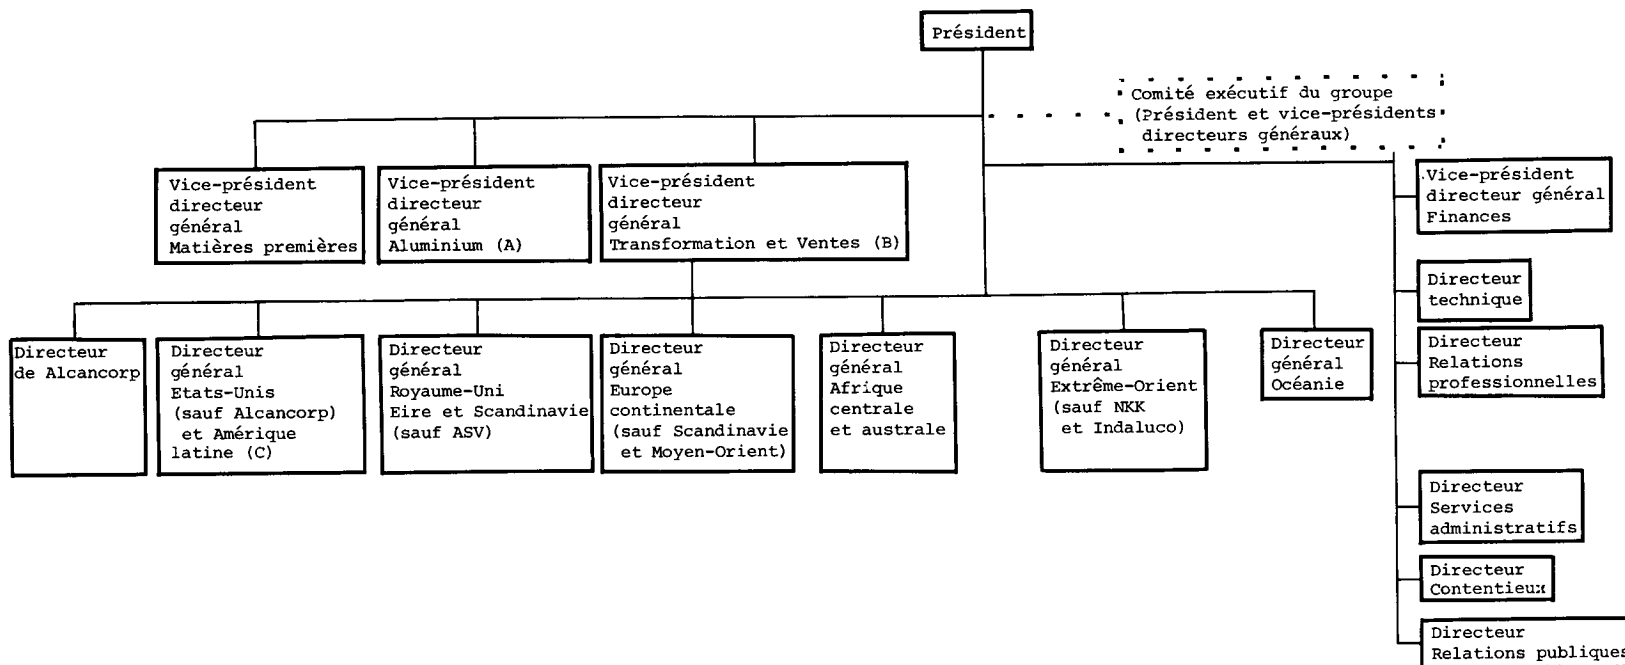 Président
Comité exécutif du groupe
(Président et vice-présidents
directeurs généraux)
Vice-président
directeur
général
Matières premières
Vice-président
directeur
général
Aluminium (A)
Vice-président
directeur
général
Transformation et Ventes (B)
Vice-président
directeur général
Finances
Directeur
technique
Directeur
Relations
professionnelles
Directeur
Services
administratifs
Directeur
Contentieux
Directeur
Relations publiques
Directeur
de Alcancorp
Directeur
général
Etats-Unis
(sauf Alcancorp)
et Amérique
latine (C)
Directeur
général
Royaume-Uni
Eire et Scandinavie
(sauf ASV)
Directeur
général
Europe
continentale
(sauf Scandinavie
et Moyen-Orient)
Directeur
général
Afrique
centrale
et australe
Directeur
général
Extrême-Orient
(sauf NKK
et Indaluco)
Directeur
général
Océanie